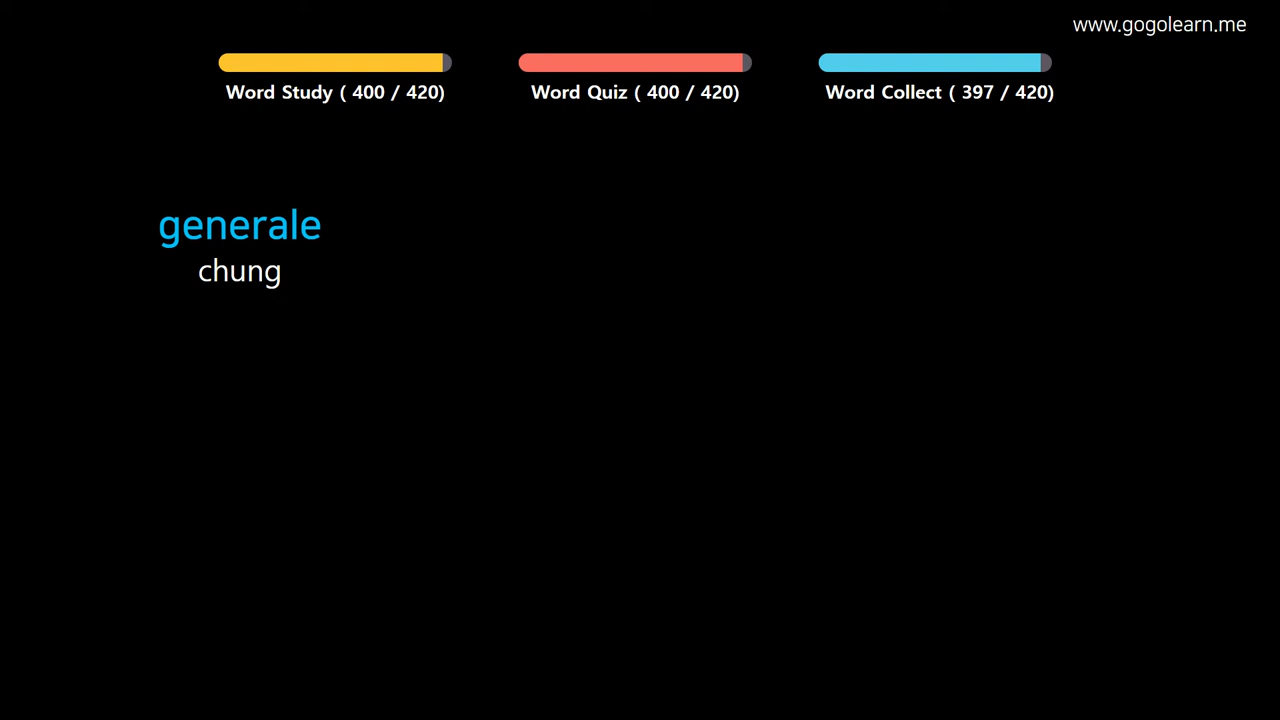 www.gogolearn.me
Word Study ( 400 / 420)
Word Quiz ( 400 / 420)
Word Collect ( 397 / 420)
generale
chung